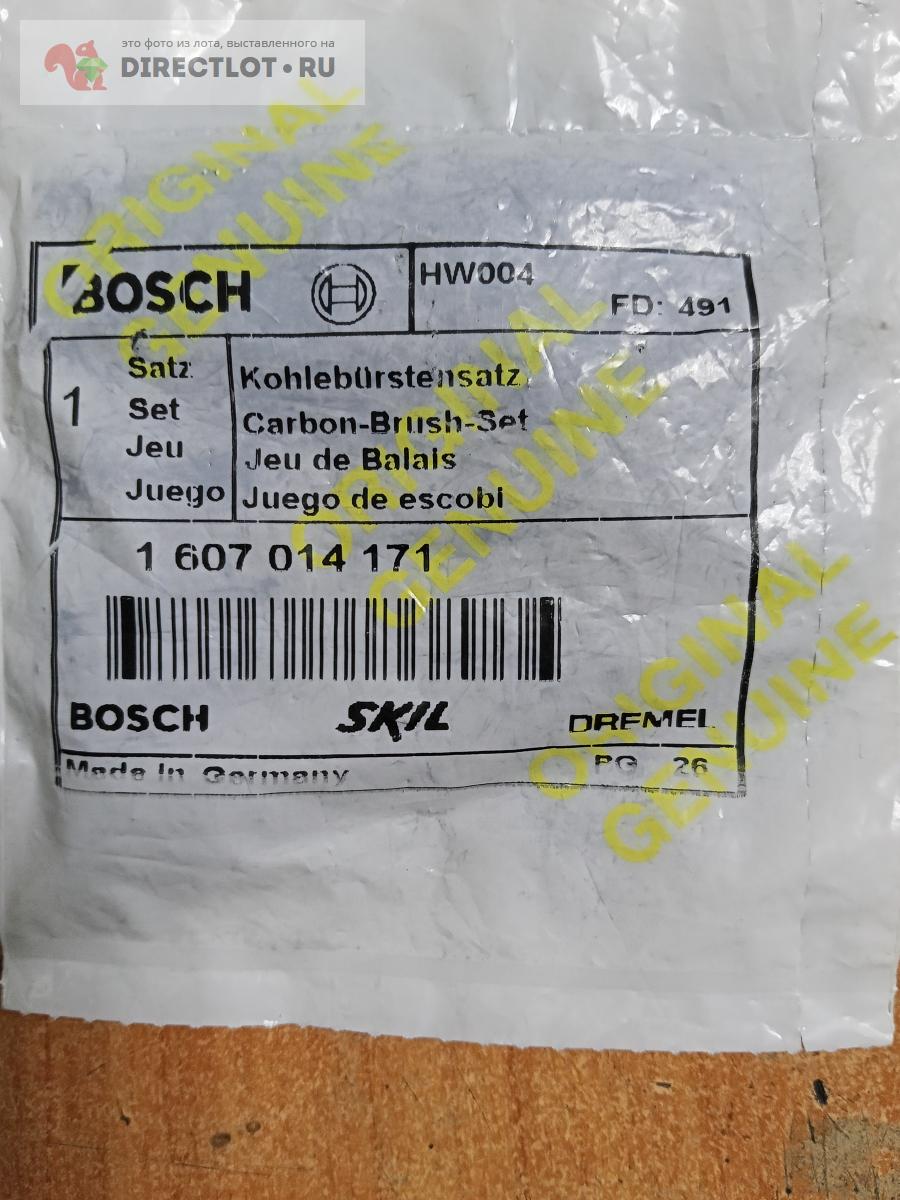 это фото из лота, выставленного на
DIRECTLOT.RU
ORIGINAL
GENUINE
BOSCH
HW004
FD: 491
1
Satz
Set
Jeu
Juego
Kohlebürstensatz
Carbon-Brush-Set
Jeu de Balais
Juego de escobi
ORIGINAL
GENUINE
1 607 014 171
ORIGINAL
GENUINE
BOSCH SKIL DREMEL
Made in Germany PG 26